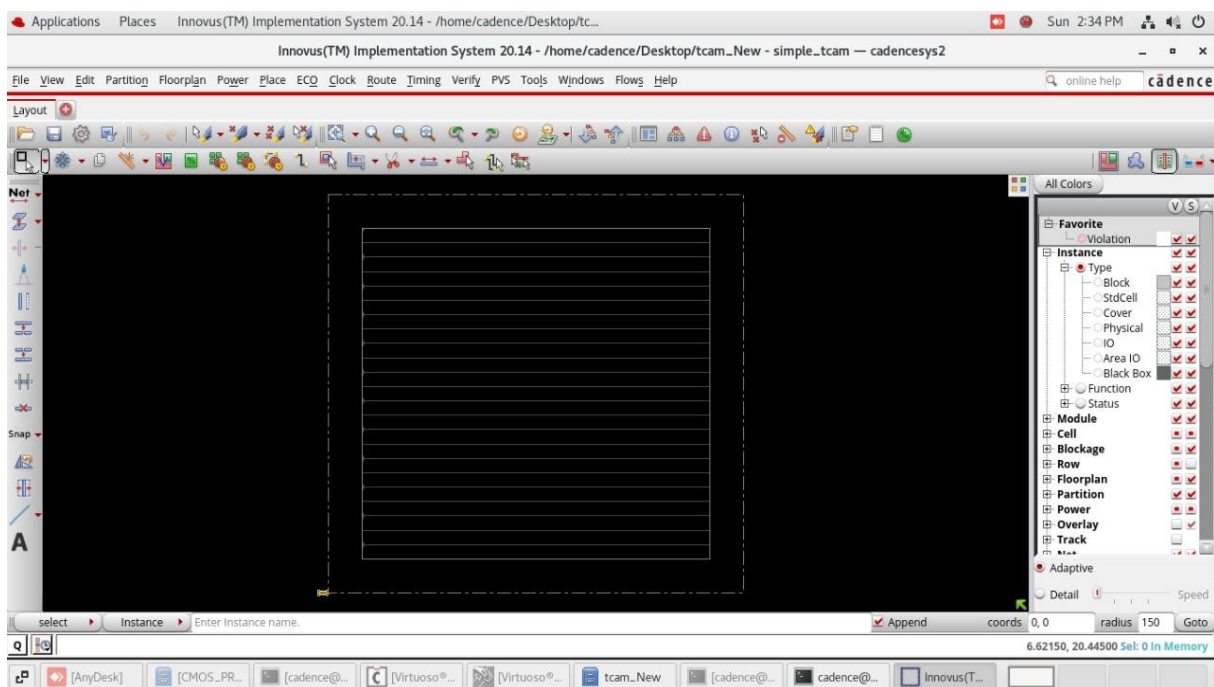 Applications Places Innovus(TM) Implementation System 20.14 - /home/cadence/Desktop/tc... Sun 2:34 PM
Innovus(TM) Implementation System 20.14 - /home/cadence/Desktop/tcam_New - simple_tcam — cadencesys2
File View Edit Partition Floorplan Power Place ECO Clock Route Timing Verify PVS Tools Windows Flows Help online help cādence
Layout
All Colors
Net
V S
Favorite
Violation
Instance
Type
Block
StdCell
Cover
Physical
IO
Area IO
Black Box
Function
Status
Module
Cell
Blockage
Row
Floorplan
Partition
Power
Overlay
Track
Snap
A
Adaptive
Detail Speed
select Instance Enter Instance name. Append coords 0, 0 radius 150 Goto
Q 6.62150, 20.44500 Sel: 0 In Memory
[AnyDesk] [CMOS_PR... [cadence@... [Virtuoso®... [Virtuoso®... tcam_New [cadence@... cadence@... Innovus(T...